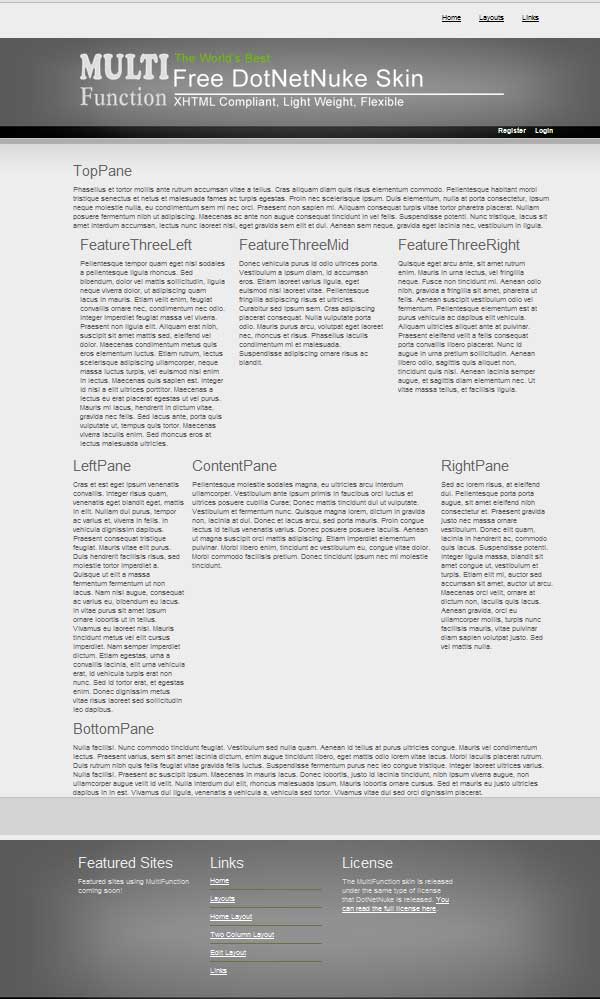 Home Layouts Links
MULTI
Function
The World's Best
Free DotNetNuke Skin
XHTML Compliant, Light Weight, Flexible
Register Login
TopPane
Phasellus et tortor mollis ante rutrum accumsan vitae a tellus. Cras aliquam diam quis risus elementum commodo. Pellentesque habitant morbi
tristique senectus et netus et malesuada fames ac turpis egestas. Proin nec scelerisque ipsum. Duis elementum, nulla at porta consectetur, ipsum
neque molestie nulla, eu condimentum sem mi nec orci. Praesent non sapien mi. Aliquam consequat turpis vitae tortor pharetra placerat. Nullam
posuere fermentum nibh ut adipiscing. Maecenas ac ante non augue consequat tincidunt in vel felis. Suspendisse potenti. Nunc tristique, lacus sit
amet interdum accumsan, lectus nunc laoreet nisl, eget gravida sem elit et dui. Aenean sem neque, gravida eget lacinia nec, vestibulum in ligula.
FeatureThreeLeft
Pellentesque tempor quam eget nisl sodales
a pellentesque ligula rhoncus. Sed
bibendum, dolor vel mattis sollicitudin, ligula
neque viverra dolor, ut adipiscing quam
lacus in mauris. Etiam velit enim, feugiat
convallis ornare nec, condimentum nec odio.
Integer imperdiet feugiat massa vel viverra.
Praesent non ligula elit. Aliquam erat nibh,
suscipit sit amet mattis sed, eleifend vel
dolor. Maecenas condimentum metus quis
eros elementum luctus. Etiam rutrum, lectus
scelerisque adipiscing ullamcorper, neque
massa luctus turpis, vel euismod nisl enim
in lectus. Maecenas quis sapien est. Integer
id nisl a elit ultrices porttitor. Maecenas a
lectus eu erat placerat egestas ut vel purus.
Mauris mi lacus, hendrerit in dictum vitae,
gravida nec felis. Sed lacus ante, porta quis
vulputate ut, tempus quis tortor. Maecenas
viverra iaculis enim. Sed rhoncus eros at
lectus malesuada ultricies.
FeatureThreeMid
Donec vehicula purus id odio ultrices porta.
Vestibulum a ipsum diam, id accumsan
eros. Etiam laoreet varius ligula, eget
euismod nisl laoreet vitae. Pellentesque
fringilla adipiscing risus et ultricies.
Curabitur sed ipsum sem. Cras adipiscing
placerat consequat. Nulla vulputate porta
odio. Mauris purus arcu, volutpat eget laoreet
nec, rhoncus et risus. Phasellus iaculis
condimentum mi et malesuada.
Suspendisse adipiscing ornare risus ac
blandit.
FeatureThreeRight
Quisque eget arcu ante, sit amet rutrum
enim. Mauris in urna lectus, vel fringilla
neque. Fusce non tincidunt mi. Aenean odio
nibh, gravida a fringilla sit amet, pharetra ut
felis. Aenean suscipit vestibulum odio vel
fermentum. Pellentesque elementum est at
purus vehicula ac dapibus elit vehicula.
Aliquam ultricies aliquet ante at pulvinar.
Praesent eleifend velit a felis consequat
porta convallis libero placerat. Nunc id
augue in urna pretium sollicitudin. Aenean
libero odio, sagittis quis aliquet non,
tincidunt quis nisl. Aenean lacinia semper
augue, et sagittis diam elementum nec. Ut
vitae massa tellus, et facilisis ligula.
LeftPane
Cras et est eget ipsum venenatis
convallis. Integer risus quam,
venenatis eget blandit eget, mattis
in elit. Nullam dui purus, tempor
ac varius et, viverra in felis. In
vehicula dignissim dapibus.
Praesent consequat tristique
feugiat. Mauris vitae elit purus.
Duis hendrerit facilisis risus, sed
molestie tortor imperdiet a.
Quisque ut elit a massa
fermentum fermentum ut non
lacus. Nam nisl augue, consequat
ac varius eu, bibendum eu lacus.
In vitae purus sit amet ipsum
ornare lobortis ut in tellus.
Vivamus eu laoreet nisl. Mauris
tincidunt metus vel elit cursus
imperdiet. Nam semper imperdiet
dictum. Etiam egestas, urna a
convallis lacinia, elit urna vehicula
erat, id vehicula turpis erat non
nunc. Sed id tortor erat, et egestas
enim. Donec dignissim metus
vitae risus laoreet sed sollicitudin
leo dapibus.
ContentPane
Pellentesque molestie sodales magna, eu ultricies arcu interdum
ullamcorper. Vestibulum ante ipsum primis in faucibus orci luctus et
ultrices posuere cubilia Curae; Donec mattis tincidunt dui ut vulputate.
Vestibulum et fermentum nunc. Quisque magna lorem, dictum in gravida
non, lacinia at dui. Donec et lacus arcu, sed porta mauris. Proin congue
lectus id tellus venenatis varius. Donec posuere posuere iaculis. Aenean
ut magna suscipit orci mattis adipiscing. Etiam imperdiet elementum
neque. Morbi libero enim, tincidunt ac vestibulum eu, congue vitae dolor.
Morbi commodo facilisis pretium. Donec tincidunt ipsum nec mi molestie
tincidunt.
RightPane
Sed ac lorem risus, at eleifend
dui. Pellentesque porta porta
augue, sit amet eleifend nibh
consectetur et. Praesent gravida
justo nec massa ornare
vestibulum. Donec elit quam,
lacinia in hendrerit ac, commodo
quis lacus. Suspendisse potenti.
Integer ligula massa, blandit sit
amet congue ut, vestibulum et
turpis. Etiam elit mi, auctor sed
accumsan sit amet, auctor ut arcu.
Maecenas orci velit, ornare at
dictum non, iaculis quis lacus.
Aenean gravida, orci eu
ullamcorper mollis, turpis nunc
facilisis mauris, vitae pulvinar
diam sapien volutpat justo. Sed
vel mattis nulla.
BottomPane
Nulla facilisi. Nunc commodo tincidunt feugiat. Vestibulum sed nulla quam. Aenean id tellus at purus ultricies congue. Mauris vel condimentum
lectus. Praesent varius, sem sit amet lacinia dictum, enim augue tincidunt libero, eget mattis odio lorem vitae lacus. Morbi iaculis placerat rutrum.
Duis rutrum nibh quis felis feugiat vitae gravida felis luctus. Suspendisse fermentum purus nec leo congue tristique. Integer laoreet ultrices varius.
Nulla facilisi. Praesent ac suscipit ipsum. Maecenas in mauris lacus. Donec lobortis, justo id lacinia tincidunt, nibh ipsum viverra augue, non
ullamcorper augue velit id velit. Nulla interdum dui elit, rhoncus malesuada ipsum. Mauris lobortis ornare cursus. Sed et mauris eu justo ultricies
dapibus in in est. Vivamus dui ligula, venenatis a vehicula a, vehicula sed tortor. Vivamus vitae dui sed orci dignissim placerat.
Featured Sites
Featured sites using MultiFunction
coming soon!
Links
Home
Layouts
Home Layout
Two Column Layout
Edit Layout
Links
License
The MultiFunction skin is released
under the same type of license
that DotNetNuke is released. You
can read the full license here.